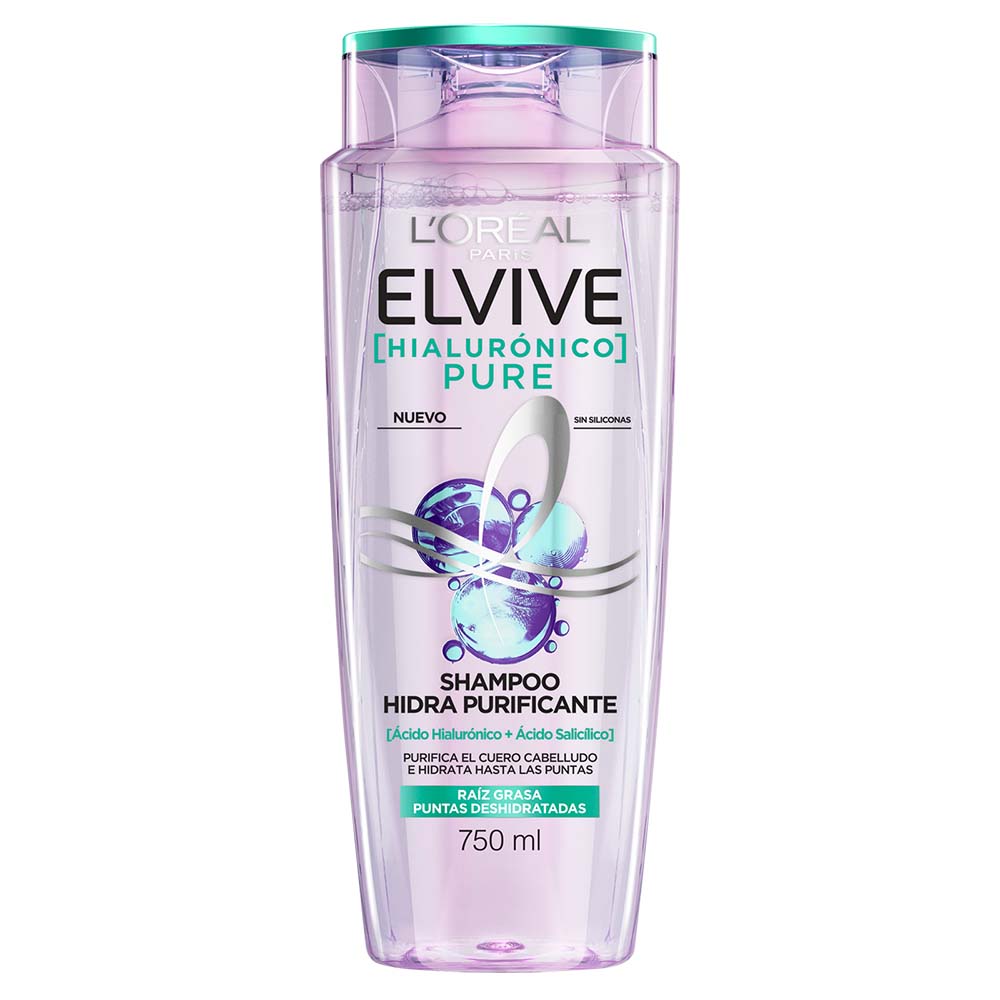 L'ORÉAL
PARIS
ELVIVE
[HIALURÓNICO]
PURE
NUEVO
SIN SILICONAS
SHAMPOO
HIDRA PURIFICANTE
[Ácido Hialurónico + Ácido Salicílico]
PURIFICA EL CUERO CABELLUDO
E HIDRATA HASTA LAS PUNTAS
RAÍZ GRASA
PUNTAS DESHIDRATADAS
750 ml